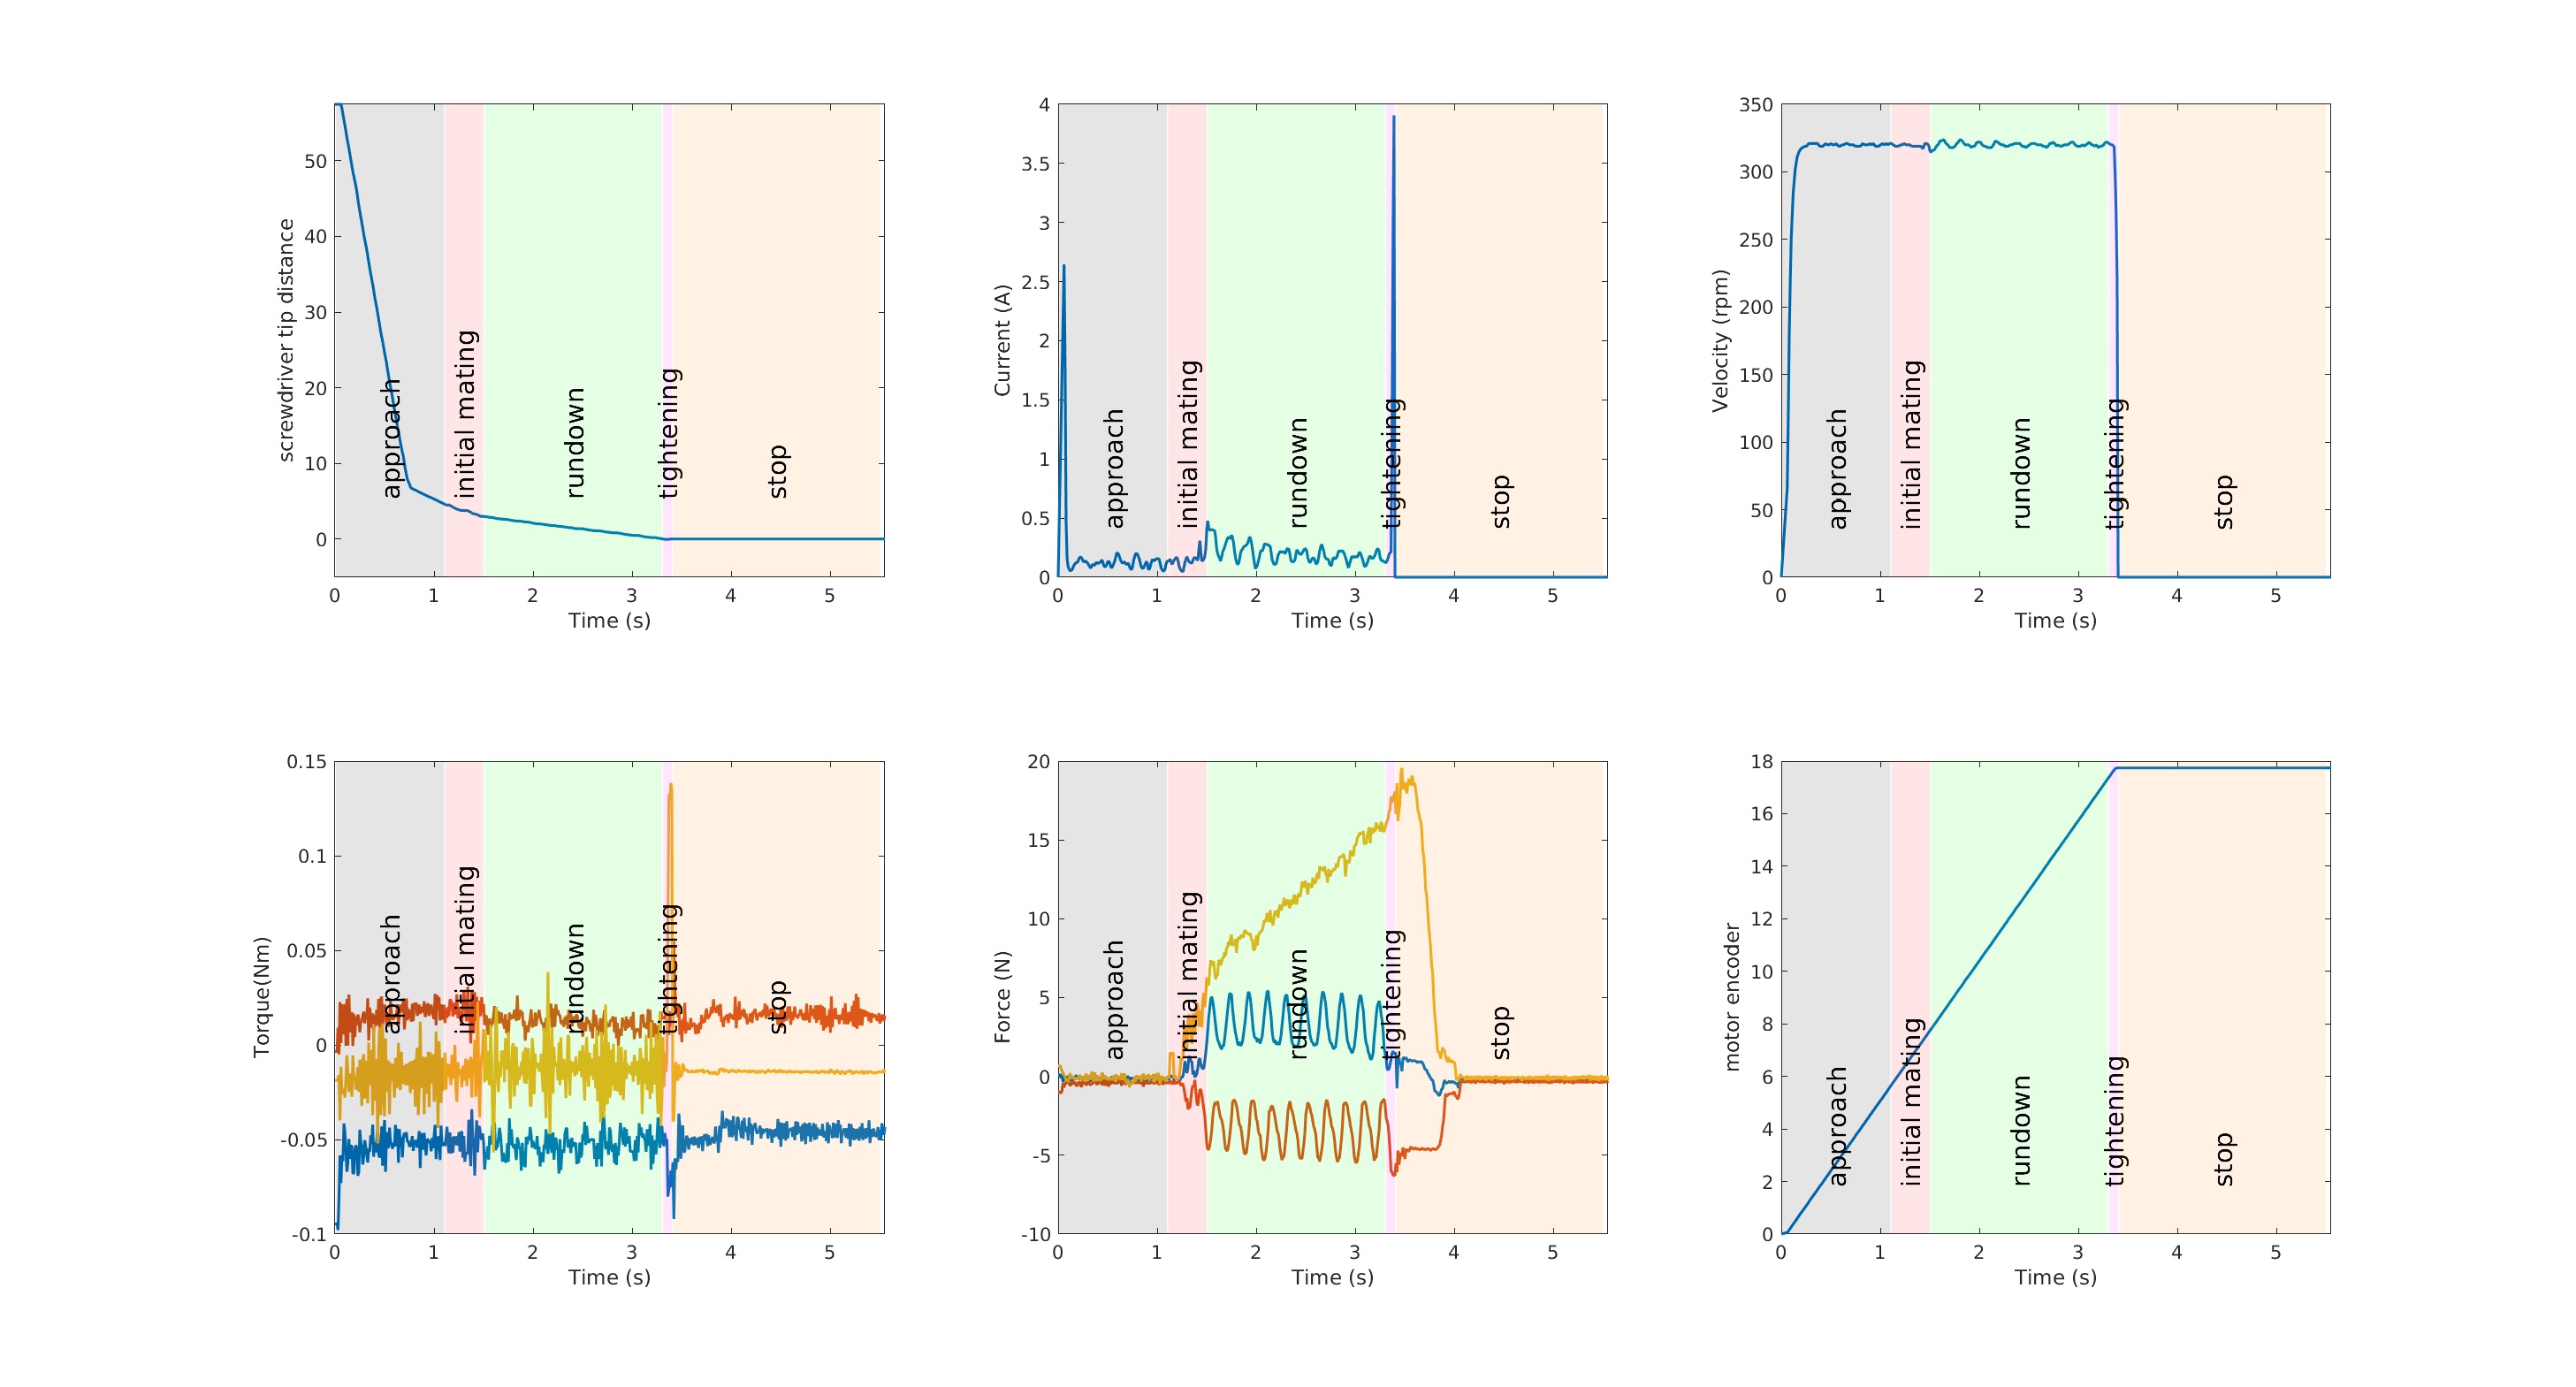 screwdriver tip distance
50
40
30
20
10
0
approach
initial mating
rundown
tightening
stop
0 1 2 3 4 5
Time (s)
Current (A)
4
3.5
3
2.5
2
1.5
1
0.5
0
approach
initial mating
rundown
tightening
stop
0 1 2 3 4 5
Time (s)
Velocity (rpm)
350
300
250
200
150
100
50
0
approach
initial mating
rundown
tightening
stop
0 1 2 3 4 5
Time (s)
Torque(Nm)
0.15
0.1
0.05
0
-0.05
-0.1
approach
initial mating
rundown
tightening
stop
0 1 2 3 4 5
Time (s)
Force (N)
20
15
10
5
0
-5
-10
approach
initial mating
rundown
tightening
stop
0 1 2 3 4 5
Time (s)
motor encoder
18
16
14
12
10
8
6
4
2
0
approach
initial mating
rundown
tightening
stop
0 1 2 3 4 5
Time (s)